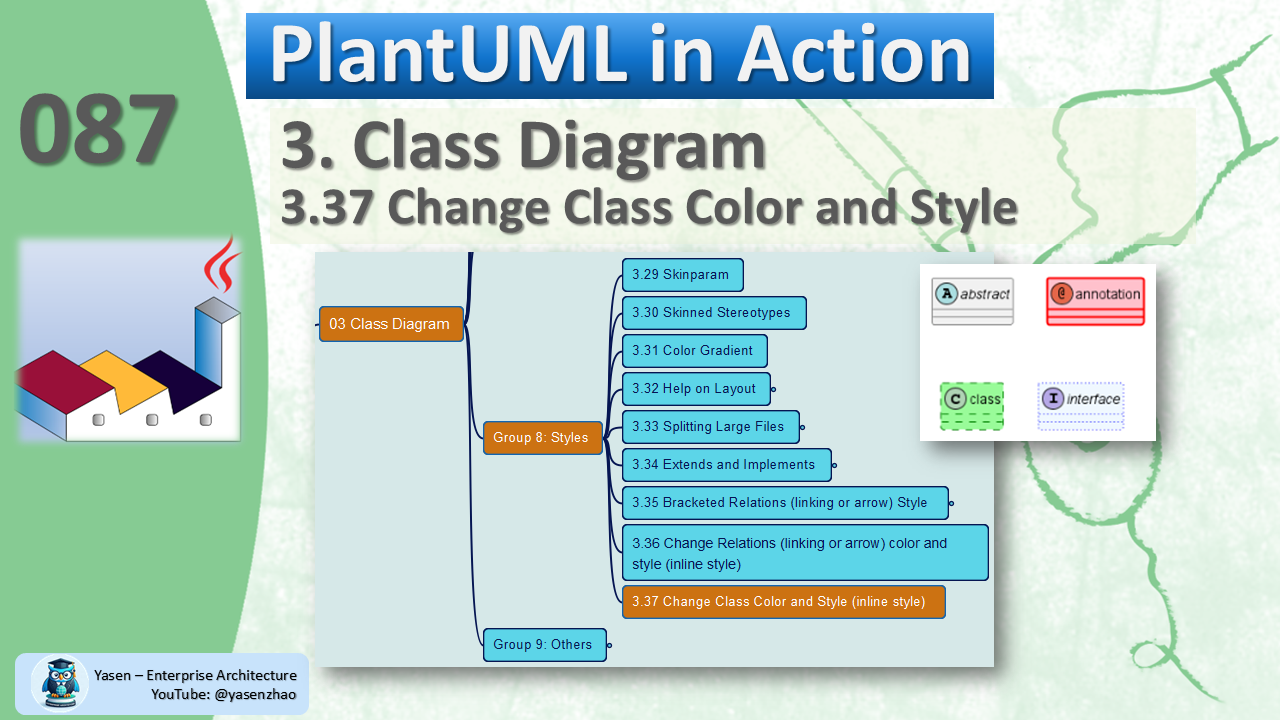 PlantUML in Action
087
3. Class Diagram
3.37 Change Class Color and Style
03 Class Diagram
Group 8: Styles
3.29 Skinparam
3.30 Skinned Stereotypes
3.31 Color Gradient
3.32 Help on Layout
3.33 Splitting Large Files
3.34 Extends and Implements
3.35 Bracketed Relations (linking or arrow) Style
3.36 Change Relations (linking or arrow) color and
style (inline style)
3.37 Change Class Color and Style (inline style)
Group 9: Others
A abstract
@ annotation
C class
I interface
Yasen – Enterprise Architecture
YouTube: @yasenzhao